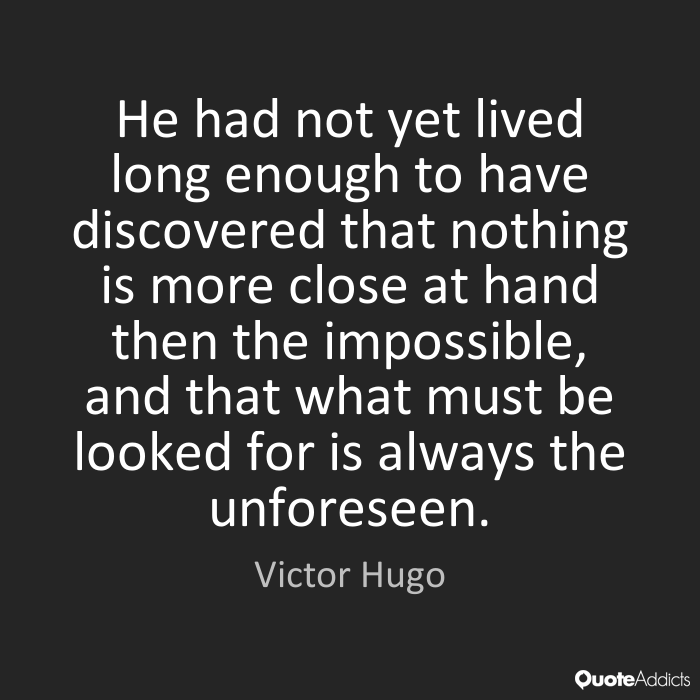 He had not yet lived
long enough to have
discovered that nothing
is more close at hand
then the impossible,
and that what must be
looked for is always the
unforeseen.
Victor Hugo
QuoteAddicts